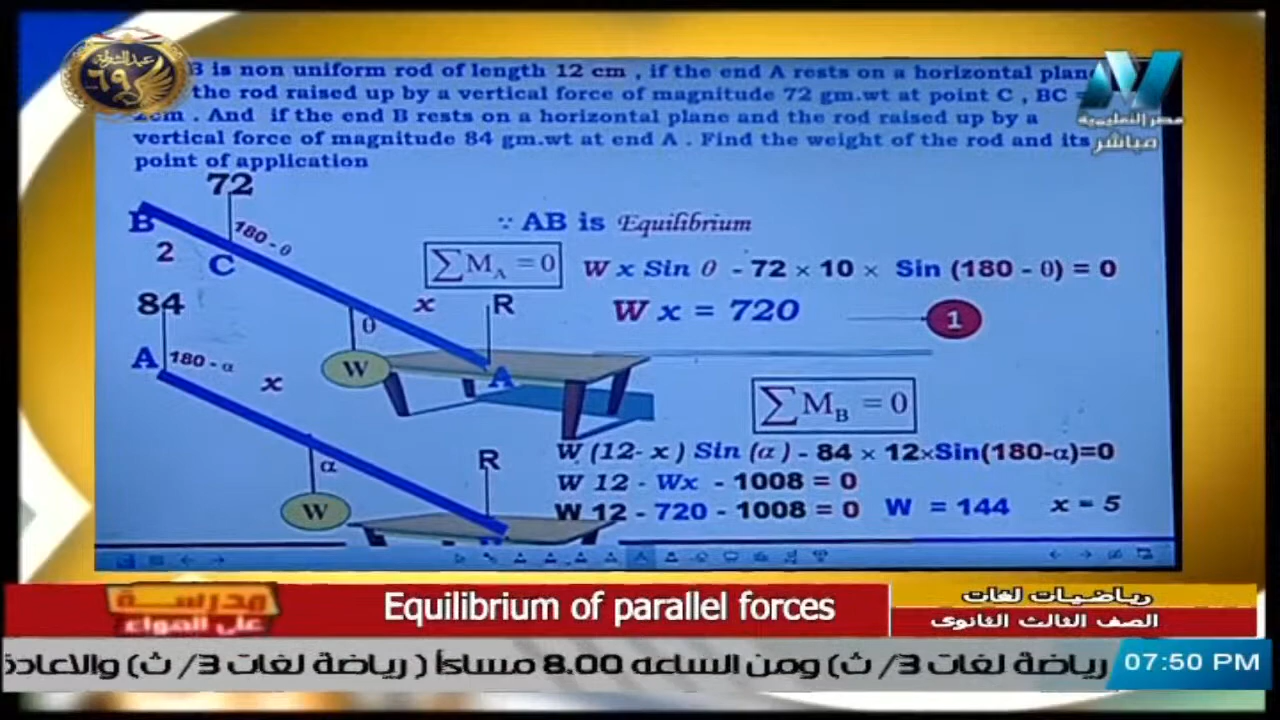 B is non uniform rod of length 12 cm , if the end A rests on a horizontal plane
the rod raised up by a vertical force of magnitude 72 gm.wt at point C , BC =
2cm . And if the end B rests on a horizontal plane and the rod raised up by a
vertical force of magnitude 84 gm.wt at end A . Find the weight of the rod and its
point of application
عيد الشرطة
٦٩
مصر التعليمية
مباشر
72
B
180 - θ
2
C
x
R
θ
W
A
∵ AB is Equilibrium
∑M_A = 0
W x Sin θ - 72 × 10 × Sin (180 - θ) = 0
W x = 720
1
84
A
180 - α
x
R
α
W
∑M_B = 0
W (12- x ) Sin (α) - 84 × 12×Sin(180-α)=0
W 12 - Wx - 1008 = 0
W 12 - 720 - 1008 = 0 W = 144 x = 5
مدرسة
على الهواء
Equilibrium of parallel forces
رياضيات لغات
الصف الثالث الثانوى
رياضة لغات 3/ ث) ومن الساعه 8.00 مساءاً ( رياضة لغات 3/ ث) والاعادة
07:50 PM